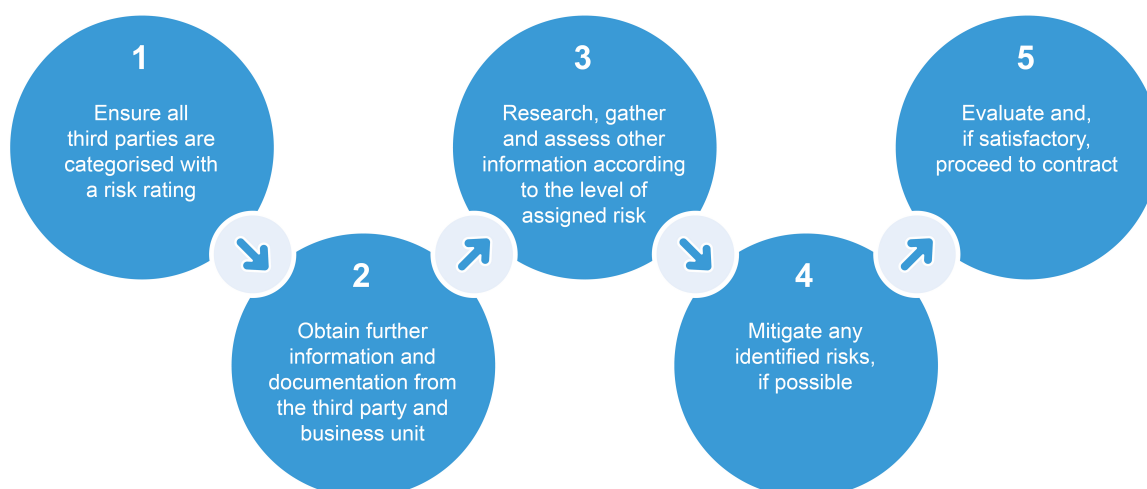 1
Ensure all
third parties are
categorised with
a risk rating
2
Obtain further
information and
documentation from
the third party and
business unit
3
Research, gather
and assess other
information according
to the level of
assigned risk
4
Mitigate any
identified risks,
if possible
5
Evaluate and,
if satisfactory,
proceed to contract